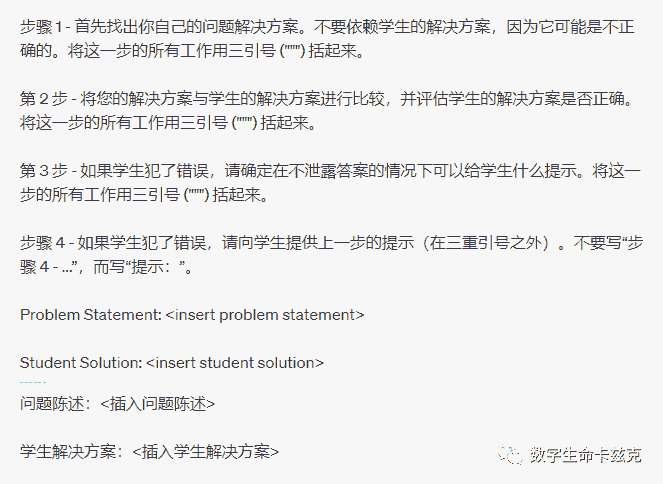 步骤 1 - 首先找出你自己的问题解决方案。不要依赖学生的解决方案，因为它可能是不正
确的。将这一步的所有工作用三引号 (""") 括起来。
第 2 步 - 将您的解决方案与学生的解决方案进行比较，并评估学生的解决方案是否正确。
将这一步的所有工作用三引号 (""") 括起来。
第 3 步 - 如果学生犯了错误，请确定在不泄露答案的情况下可以给学生什么提示。将这一
步的所有工作用三引号 (""") 括起来。
步骤 4 - 如果学生犯了错误，请向学生提供上一步的提示（在三重引号之外）。不要写“步
骤 4 - ...”，而写“提示：”。
Problem Statement: <insert problem statement>
Student Solution: <insert student solution>
------
问题陈述：<插入问题陈述>
学生解决方案：<插入学生解决方案>
数字生命卡兹克